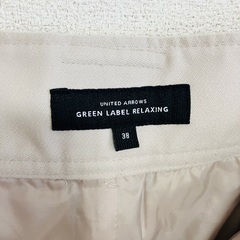 UNITED ARROWS
GREEN LABEL RELAXING
38